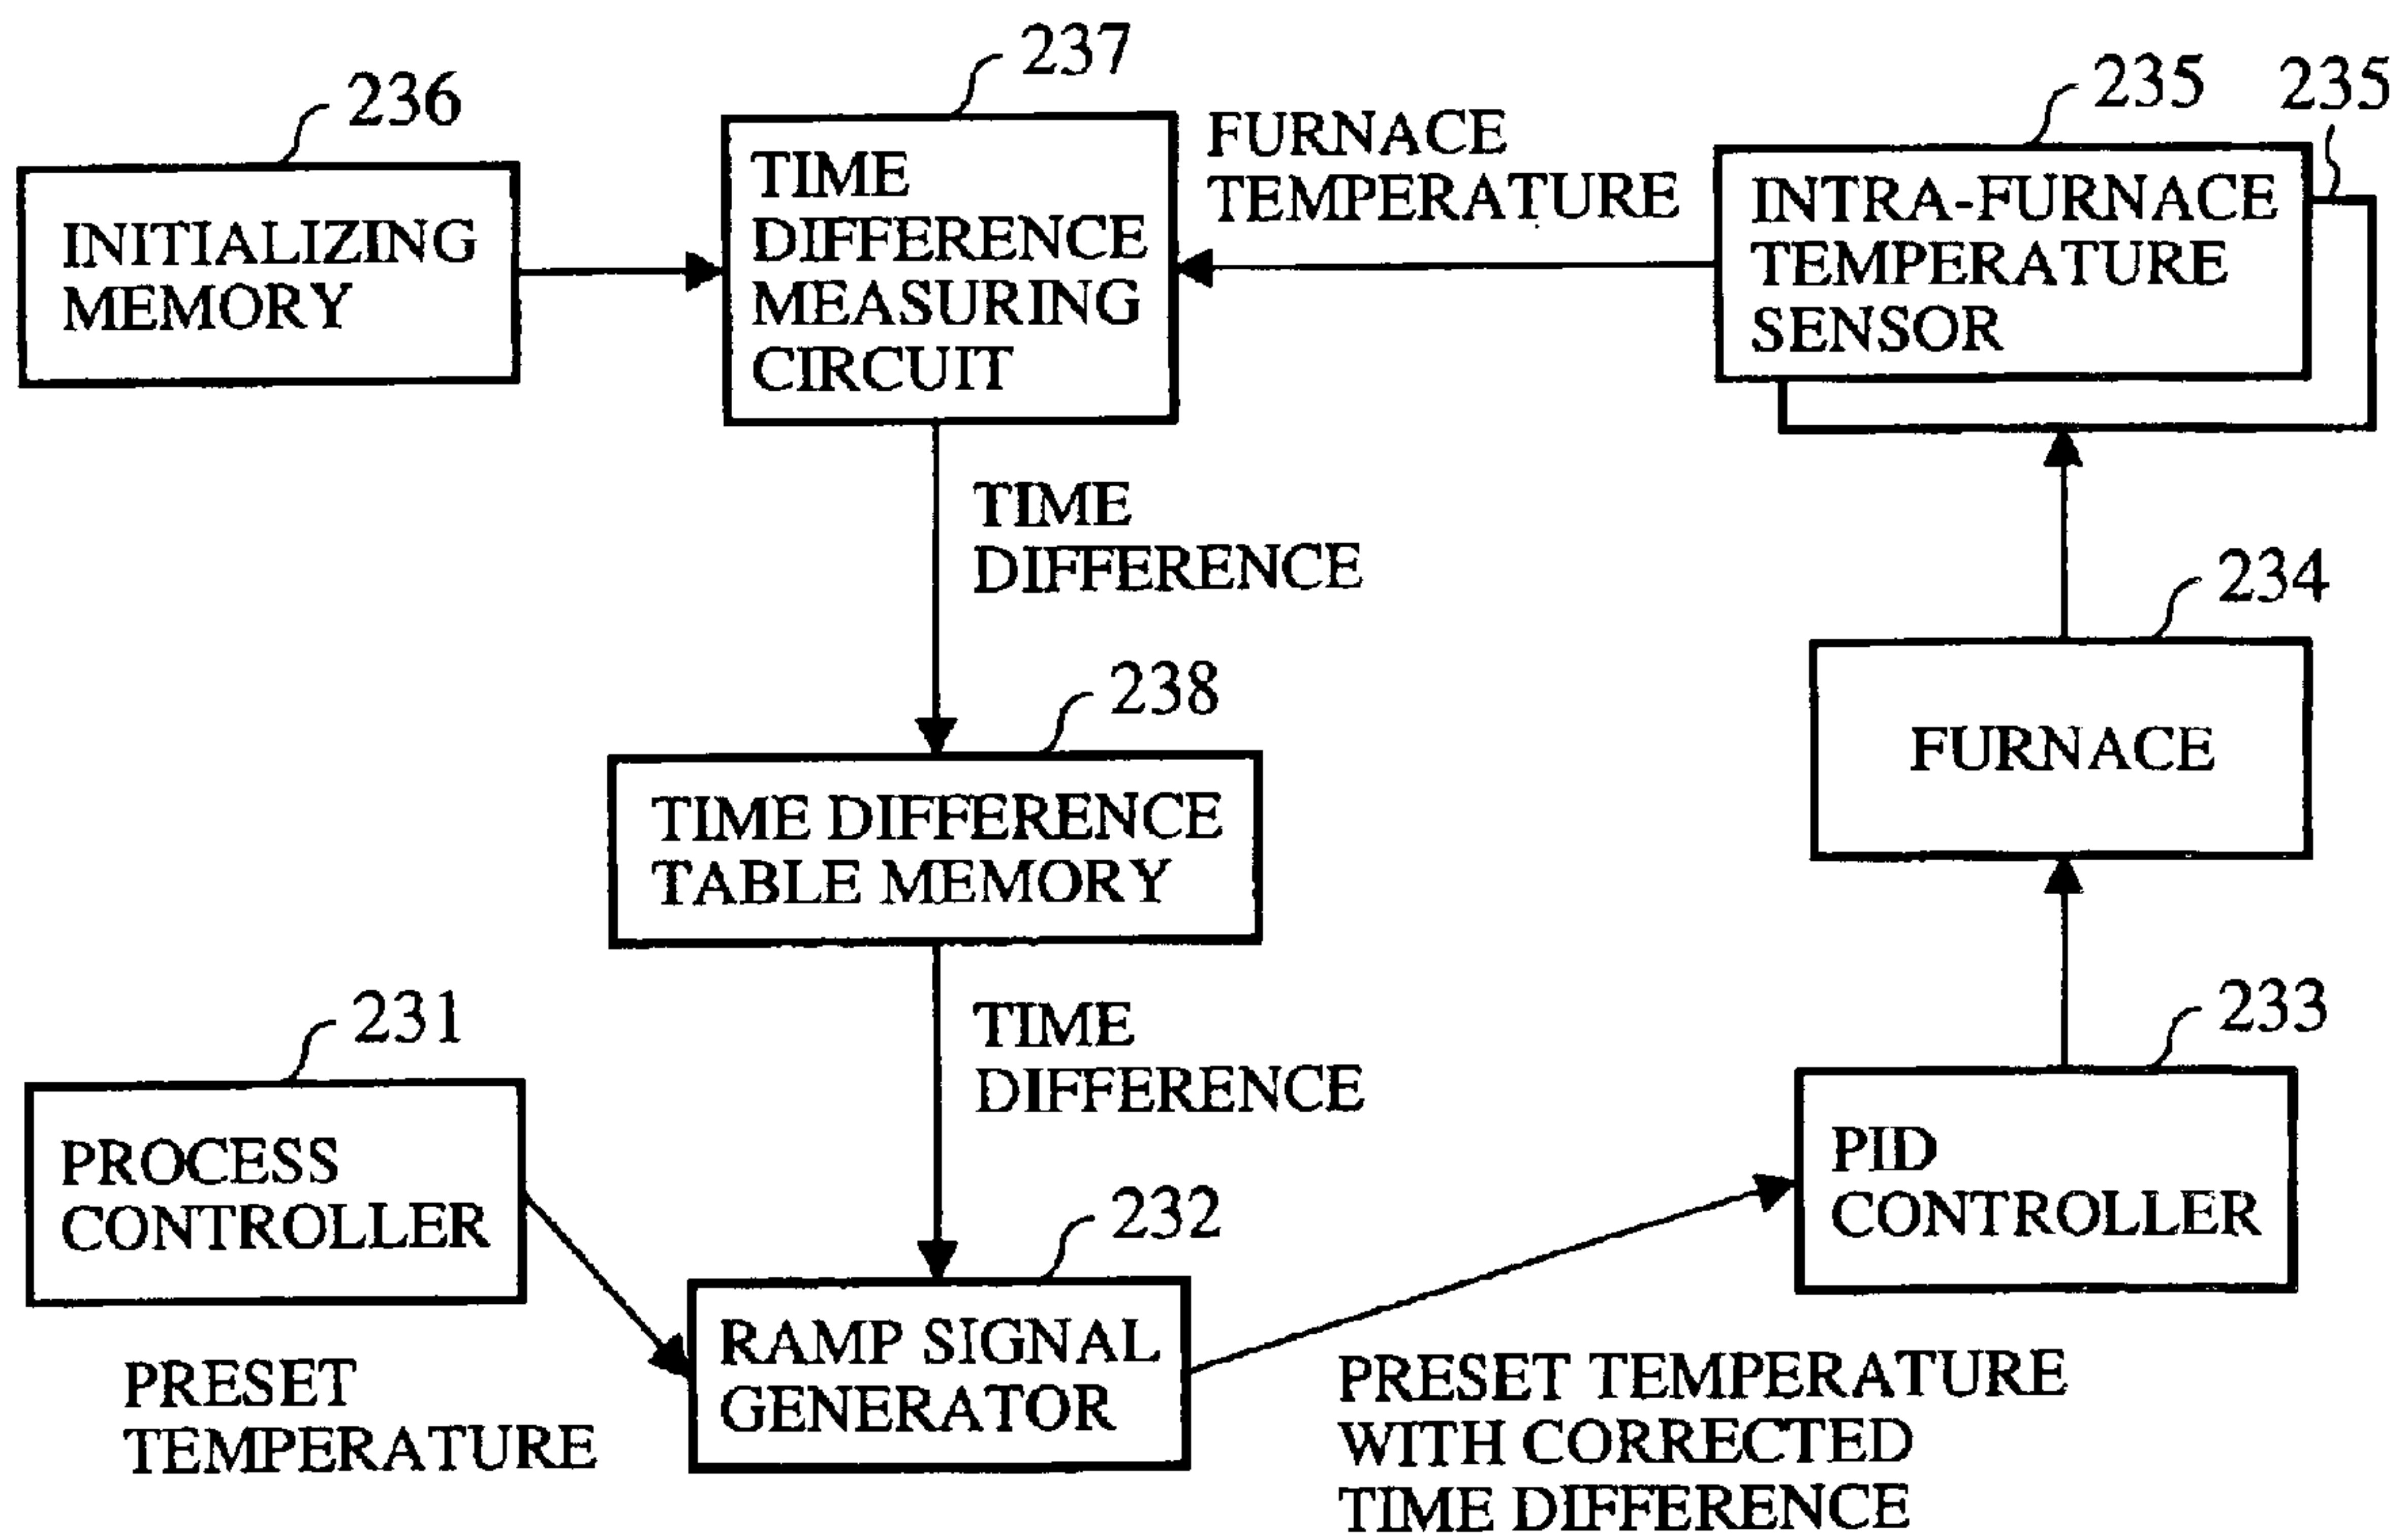 237
236
235
235
INITIALIZING
MEMORY
TIME
DIFFERENCE
MEASURING
CIRCUIT
FURNACE
TEMPERATURE
INTRA-FURNACE
TEMPERATURE
SENSOR
TIME
DIFFERENCE
234
FURNACE
238
TIME DIFFERENCE
TABLE MEMORY
231
PROCESS
CONTROLLER
TIME
DIFFERENCE
233
PID
CONTROLLER
232
RAMP SIGNAL
GENERATOR
PRESET
TEMPERATURE
PRESET TEMPERATURE
WITH CORRECTED
TIME DIFFERENCE